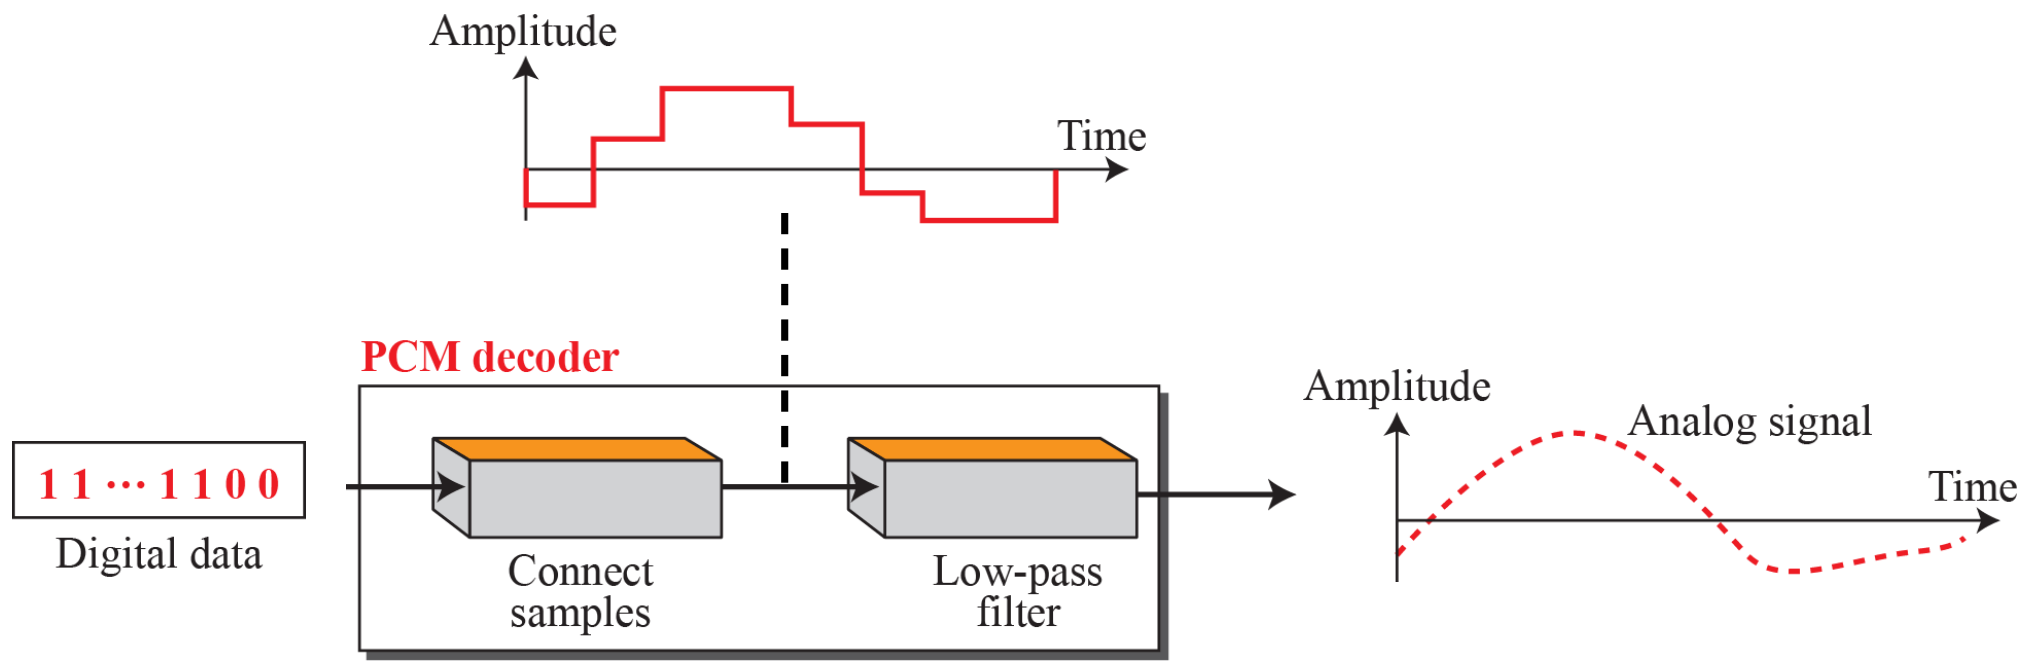 Amplitude
Time
PCM decoder
Amplitude
Analog signal
1 1 ··· 1 1 0 0
Time
Digital data
Connect
samples
Low-pass
filter